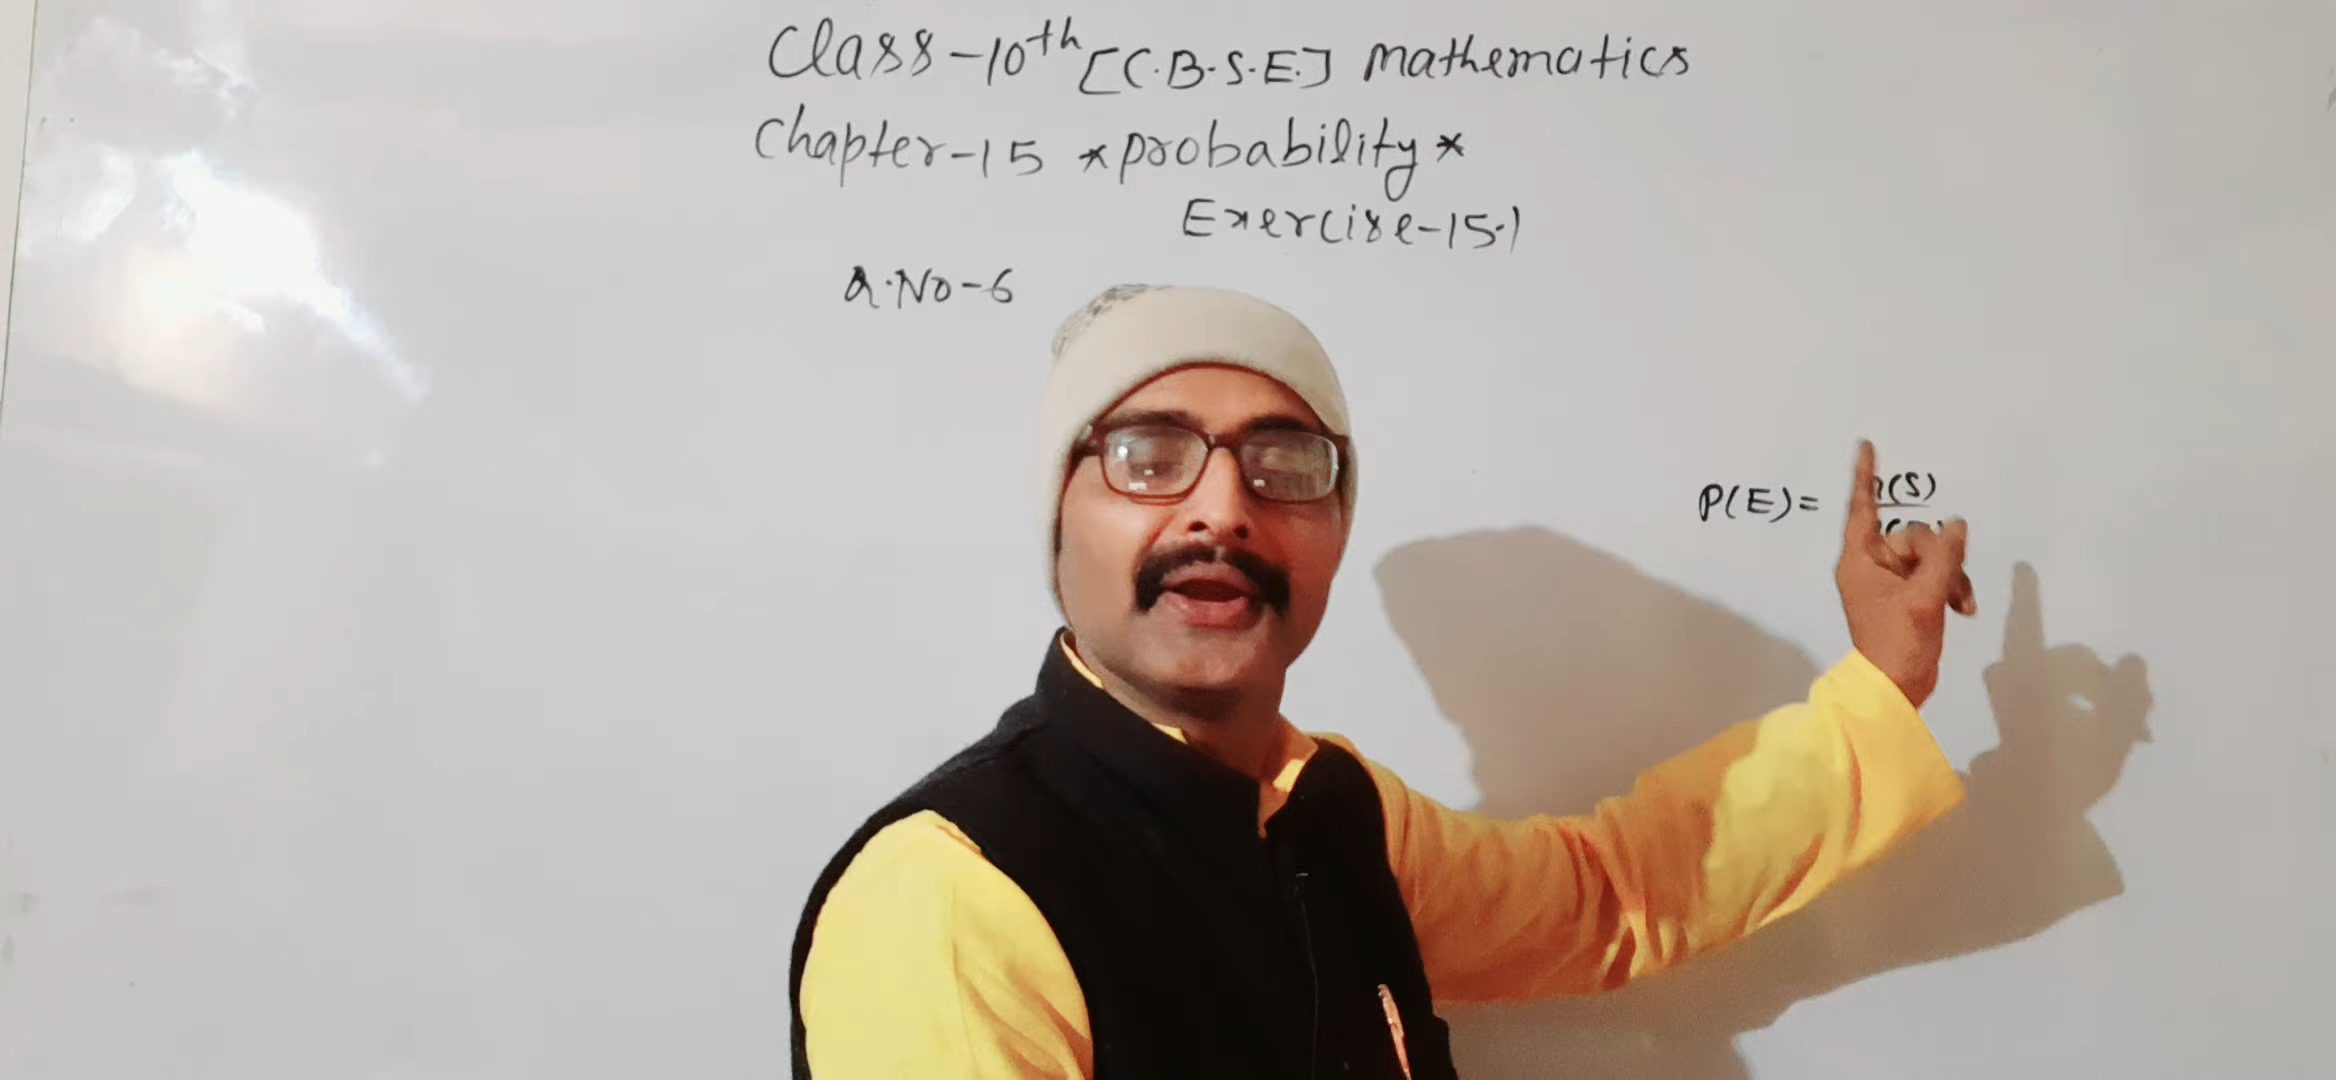 Class-10th [C.B.S.E.] Mathematics
Chapter-15 *probability*
Exercise-15.1
Q.No-6
P(E)= n(S)